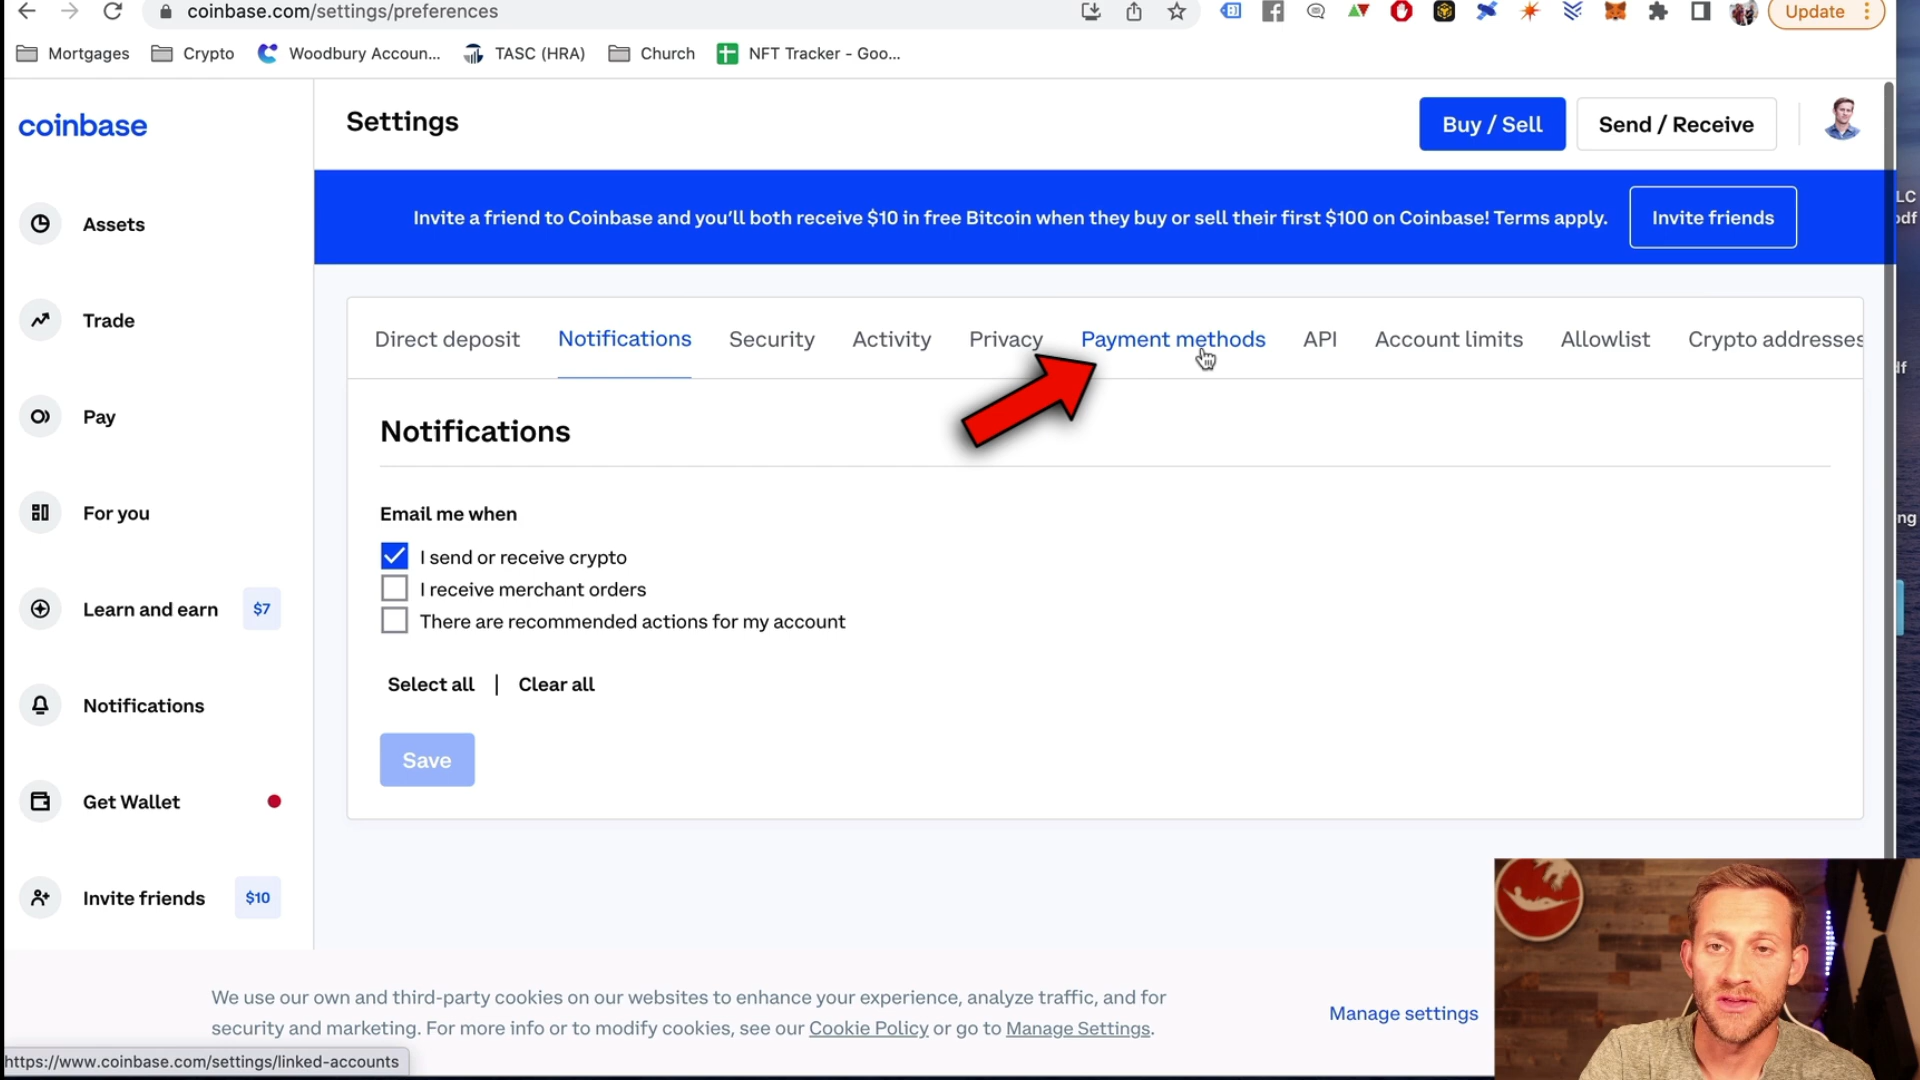 coinbase.com/settings/preferences
Update
Mortgages
Crypto
Woodbury Accoun...
TASC (HRA)
Church
NFT Tracker - Goo...
coinbase
Settings
Buy / Sell
Send / Receive
Invite a friend to Coinbase and you'll both receive $10 in free Bitcoin when they buy or sell their first $100 on Coinbase! Terms apply.
Invite friends
Assets
Trade
Pay
For you
Learn and earn $7
Notifications
Get Wallet
Invite friends $10
Direct deposit
Notifications
Security
Activity
Privacy
Payment methods
API
Account limits
Allowlist
Crypto addresses
Notifications
Email me when
I send or receive crypto
I receive merchant orders
There are recommended actions for my account
Select all | Clear all
Save
We use our own and third-party cookies on our websites to enhance your experience, analyze traffic, and for
security and marketing. For more info or to modify cookies, see our Cookie Policy or go to Manage Settings.
Manage settings
https://www.coinbase.com/settings/linked-accounts